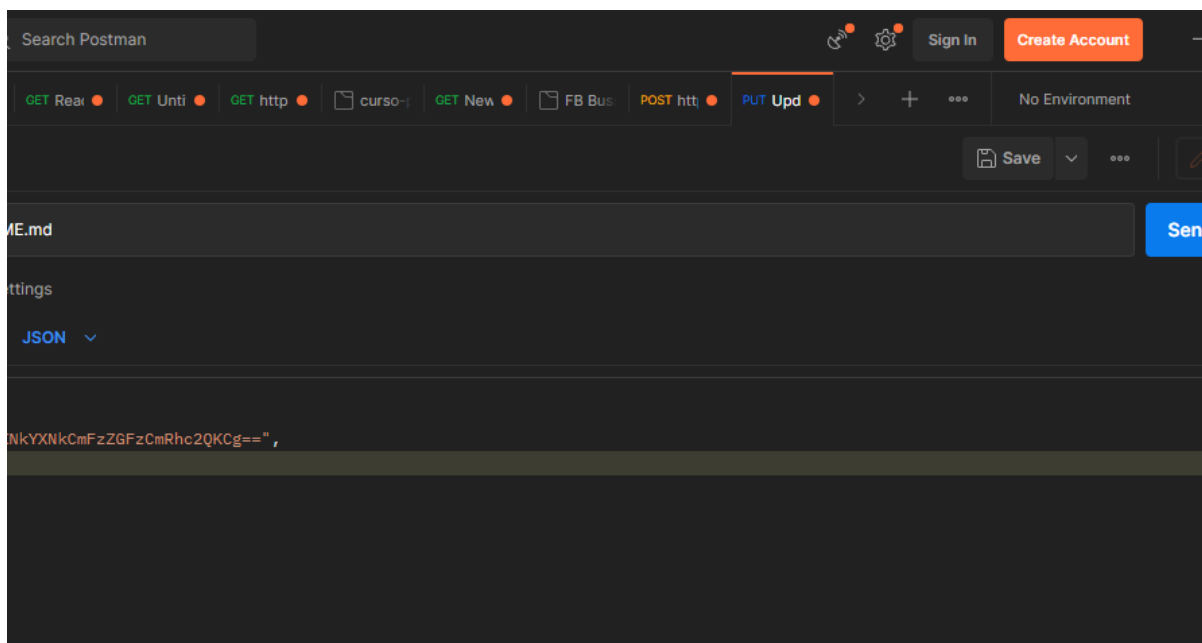 Search Postman
Sign In
Create Account
GET Read
GET Unti
GET http
curso-p
GET New
FB Bus
POST htt
PUT Upd
No Environment
Save
ME.md
Sen
ettings
JSON
NkYXNkCmFzZGFzCmRhc2QKCg==",